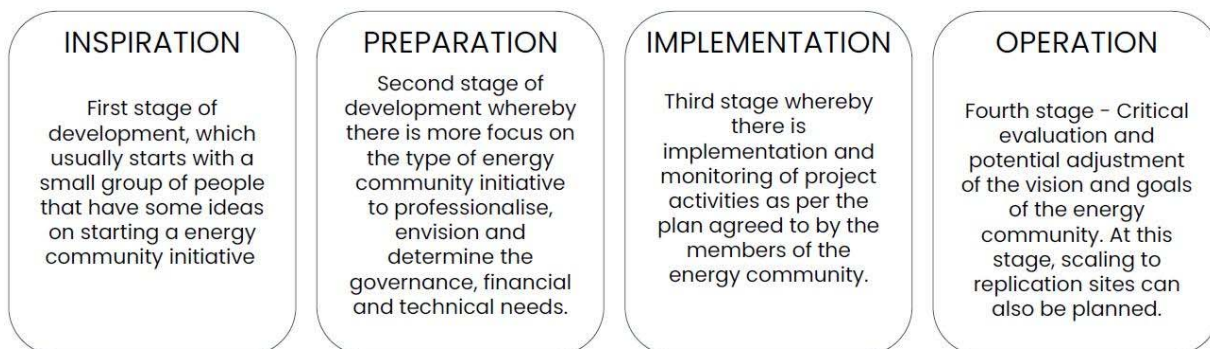 INSPIRATION
First stage of
development, which
usually starts with a
small group of people
that have some ideas
on starting a energy
community initiative
PREPARATION
Second stage of
development whereby
there is more focus on
the type of energy
community initiative
to professionalise,
envision and
determine the
governance, financial
and technical needs.
IMPLEMENTATION
Third stage whereby
there is
implementation and
monitoring of project
activities as per the
plan agreed to by the
members of the
energy community.
OPERATION
Fourth stage - Critical
evaluation and
potential adjustment
of the vision and goals
of the energy
community. At this
stage, scaling to
replication sites can
also be planned.